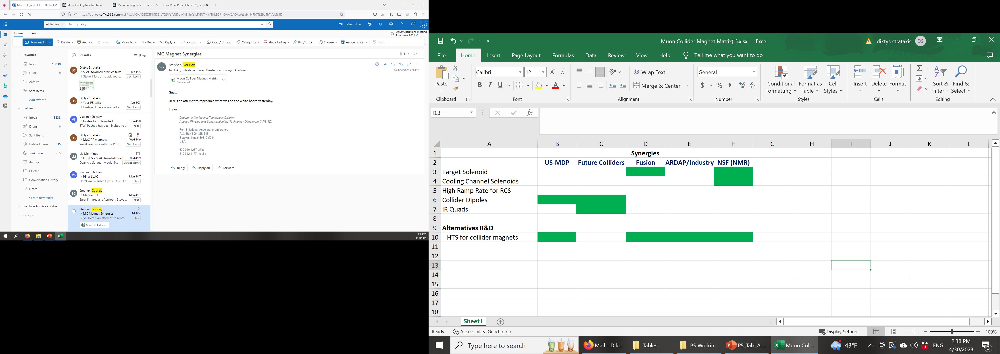 Mail - Diktys Stratakis - Outlook
Muon Cooling for a Neutrino F
Muon Cooling for a Neutrino F
PowerPoint Presentation - P5_Talk_
All folders
gourlay
Meet Now
DS
Home View
09:00 Operations Meeting
Tomorrow 9:00 AM
New mail Delete Archive Sweep Move to Reply Reply all Forward Read / Unread Categorize Flag / Unflag Pin / Unpin Snooze Assign policy Undo
Favorites
Inbox 18838
Drafts 8
Archive
Sent Items
Add favorite
Folders
Inbox 18838
Drafts 8
Sent Items
Deleted Items 115
Junk Email 455
Archive
Clutter
Conversation History
Notes
Create new folder
In-Place Archive -Diktys ...
Groups
Results Filter
DS
Diktys Stratakis
SLAC townhall practice talks Tue 4/25
Hi Steve, I forgot to ask you e... Sent Items
DS
Diktys Stratakis
Your P5 talks Sun 4/23
Hi Pushpa, I have uploaded a ... Sent Items
VS
Vladimir Shiltsev
Invites to P5 townhall? Thu 4/20
BTW, Pushpa has been invited to ... Inbox
DS
Diktys Stratakis
MuC RF magnets Wed 4/19
We all are busy with the P5 to... Sent Items
LM
Lia Merminga
EPP/P5 - SLAC townhall pract... Wed 4/19
Dear All, Lia and I would lik... Deleted Items
VS
Vladimir Shiltsev
P5 at SLAC Mon 4/17
Don't wait – submit your TA VS Fr... Inbox
SG
Stephen Gourlay
Magnet tilt Mon 4/17
Sure, I'm free all afternoon. Steve ... Inbox
Stephen Gourlay
MC Magnet Synergies Fri 4/14
Guys, Here's an attempt to repro... Inbox
Muon Collider ...
MC Magnet Synergies
1
SG
Stephen Gourlay
To: Diktys Stratakis; Soren Prestemon; Giorgio Apollinari
Fri 4/14/2023 2:58 PM
Muon Collider Magnet Matri...
Downloaded
Guys,
Here's an attempt to reproduce what was on the white board yesterday.
Steve
Director of the Magnet Technology Division
Applied Physics and Superconducting Technology Directorate (APS-TD)
Fermi National Accelerator Laboratory
P.O. Box 500, MS 315
Batavia, Illinois 60510-5011
USA
630 840 4287 office
510 812 1177 mobile
Reply Reply all Forward
2:38 PM
4/30/2023
Muon Collider Magnet Matrix(1).xlsx - Excel
diktys stratakis DS
File Home Insert Page Layout Formulas Data Review View Help Tell me what you want to do
Paste
Clipboard
Calibri 12
B I U
Font
Wrap Text
Merge & Center
Alignment
General
$ % ,
Number
Conditional Formatting
Format as Table
Cell Styles
Styles
Insert Delete Format
Cells
Sort & Filter
Find & Select
Editing
I13
fx
A B C D E F G H I J K L
1 Synergies
2 US-MDP Future Colliders Fusion ARDAP/Industry NSF (NMR)
3 Target Solenoid
4 Cooling Channel Solenoids
5 High Ramp Rate for RCS
6 Collider Dipoles
7 IR Quads
8
9 Alternatives R&D
10 HTS for collider magnets
11
12
13
14
15
16
17
18
Sheet1
Ready Accessibility: Good to go
Display Settings
100%
Type here to search
Mail - Dikt...
Tables
P5 Workin...
P5_Talk_Ac...
Muon Coll...
43°F
13
ENG
2:38 PM
4/30/2023
3